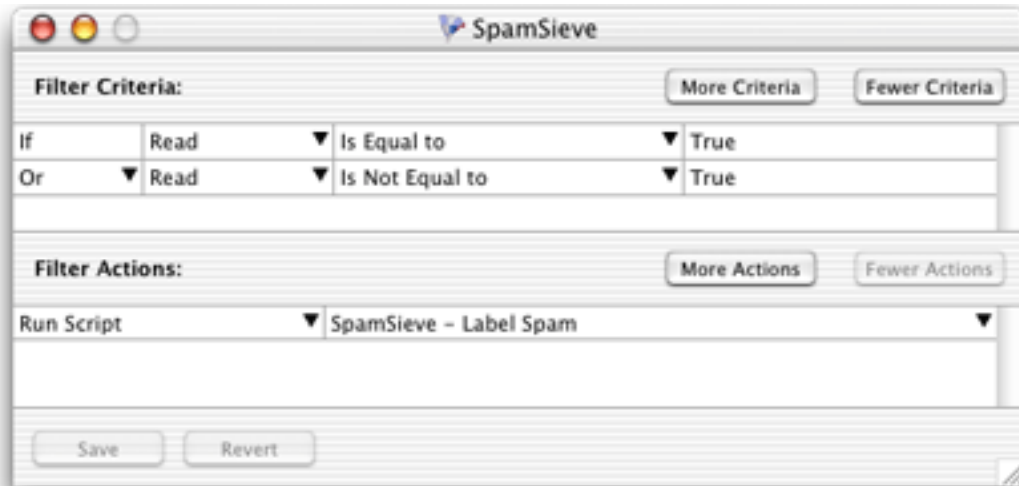 SpamSieve
Filter Criteria: More Criteria Fewer Criteria
If Read Is Equal to True
Or Read Is Not Equal to True
Filter Actions: More Actions Fewer Actions
Run Script SpamSieve – Label Spam
Save Revert